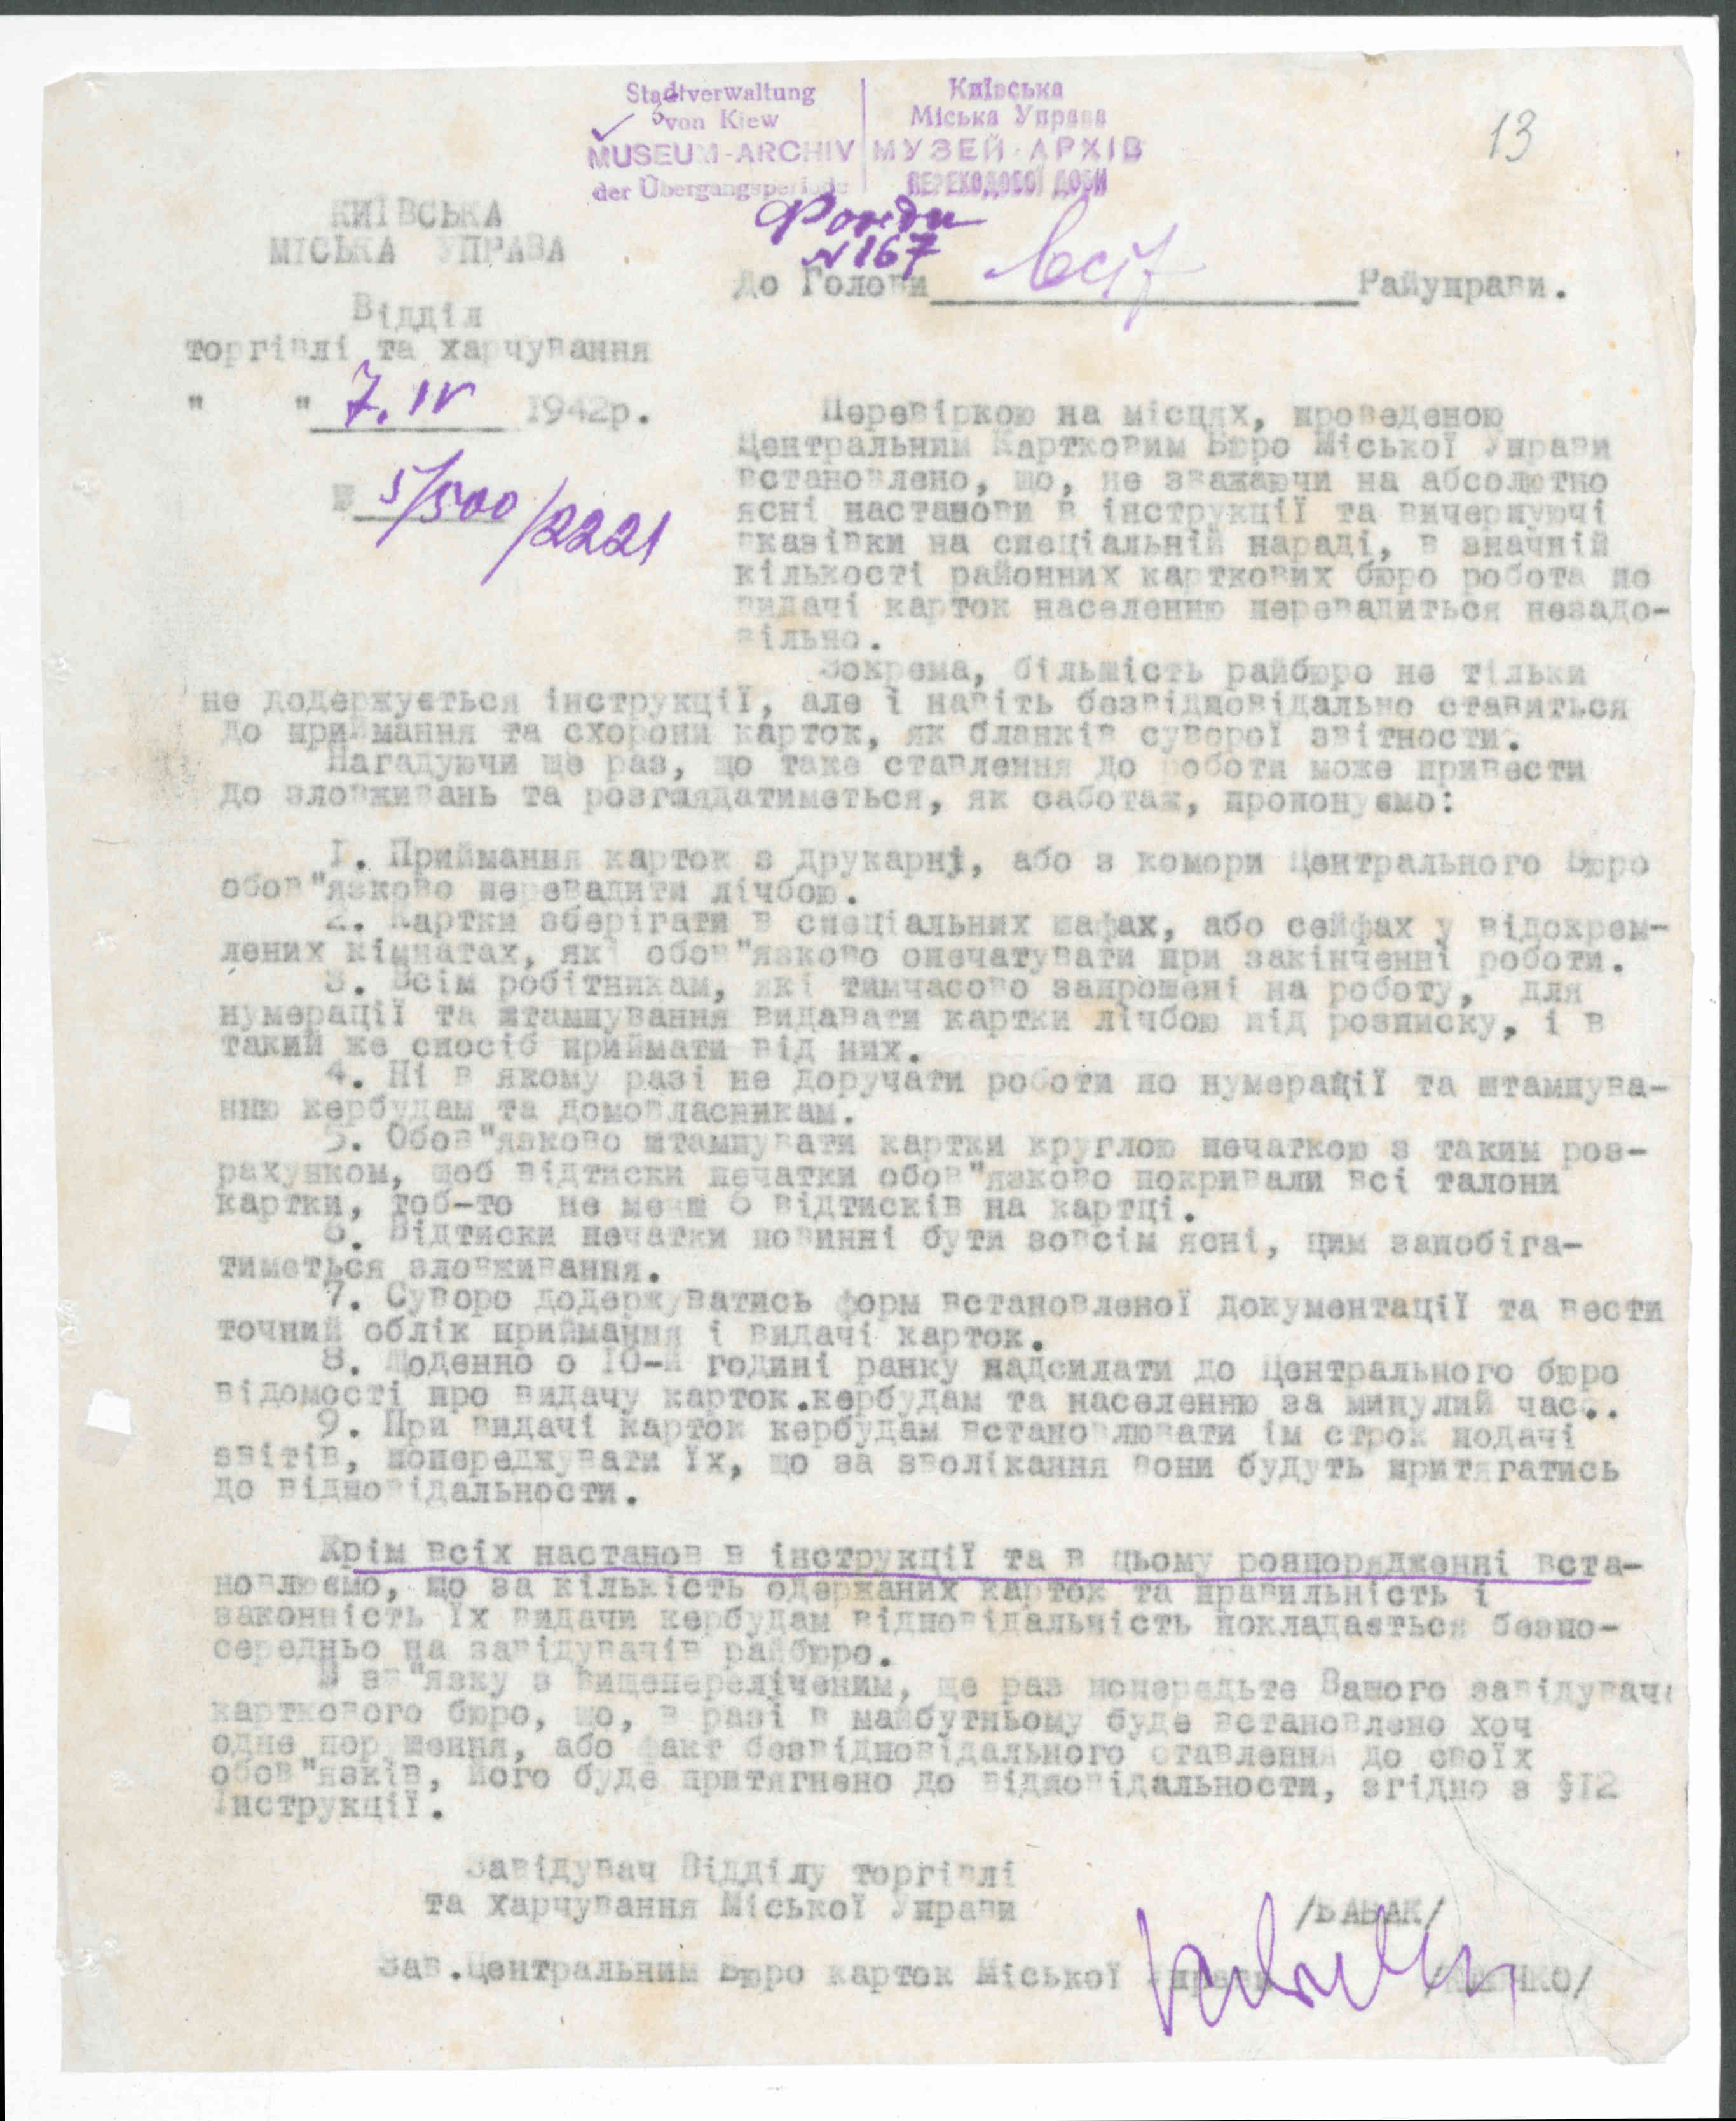 Stadtverwaltung
von Kiew
MUSEUM-ARCHIV
der Übergangsperiode
Київська
Міська Управа
МУЗЕЙ-АРХІВ
ПЕРЕХОДОВОЇ ДОБИ
13
Фонди
№167
КИЇВСЬКА
МІСЬКА УПРАВА
Відділ
торгівлі та харчування
" " 7.IV 1942р.
№ 5/500/2221
До Голови всіх Райуправи.
Перевіркою на місцях, проведеною
Центральним Картковим Бюро Міської Управи
встановлено, що, не зважаючи на абсолютно
ясні настанови в інструкції та вичерпуючі
вказівки на спеціальній нараді, в значній
кількості районних карткових бюро робота по
видачі карток населенню переваплиться незадо-
вільно.
Зокрема, більшість райбюро не тільки
не додержується інструкції, але і навіть безвідповідально ставиться
до приймання та схорони карток, як бланків суворої звітности.
Нагадуючи ще раз, що таке ставлення до роботи може привести
до зловживань та розглядатиметься, як саботаж, пропонуємо:
1. Приймання карток з друкарні, або з комори Центрального Бюро
обов"язково перевадити лічбою.
2. Картки зберігати в спеціальних шафах, або сейфах у відокрем-
лених кімнатах, які обов"язково опечатувати при закінченні роботи.
3. Всім робітникам, які тимчасово запрошені на роботу, для
нумерації та штампування видавати картки лічбою під розписку, і в
такий же спосіб приймати від них.
4. Ні в якому разі не доручати роботи по нумерації та штампува-
нню кербудам та домовласникам.
5. Обов"язково штампувати картки круглою печаткою з таким роз-
рахунком, щоб відтиски печатки обов"язково покривали всі талони
картки, тоб-то не менш 6 відтисків на картці.
6. Відтиски печатки повинні бути зовсім ясні, цим запобіга-
тиметься зловживання.
7. Суворо додержуватись форм встановленої документації та вести
точний облік приймання і видачі карток.
8. Щоденно о 10-й годині ранку надсилати до Центрального бюро
відомості про видачу карток.кербудам та населенню за минулий час..
9. При видачі карток кербудам встановлювати їм строк подачі
звітів, попереджувати їх, що за зволікання вони будуть притягатись
до відповідальности.
Крім всіх настанов в інструкції та в цьому розпорядженні вста-
новлюємо, що за кількість одержаних карток та правильність і
законність їх видачи кербудам відповідальність покладається безпо-
середньо на завідувачів райбюро.
В зв"язку з вищепереліченим, ще раз попередьте Вашого завідувача
карткового бюро, що, в разі в майбутньому буде встановлено хоч
одне порушення, або факт безвідповідального ставлення до своїх
обов"язків, його буде притягнено до відповідальности, згідно з §12
Інструкції.
Завідувач Відділу торгівлі
та харчування Міської Управи /БАБАК/
Зав.Центральним Бюро карток Міської Управи